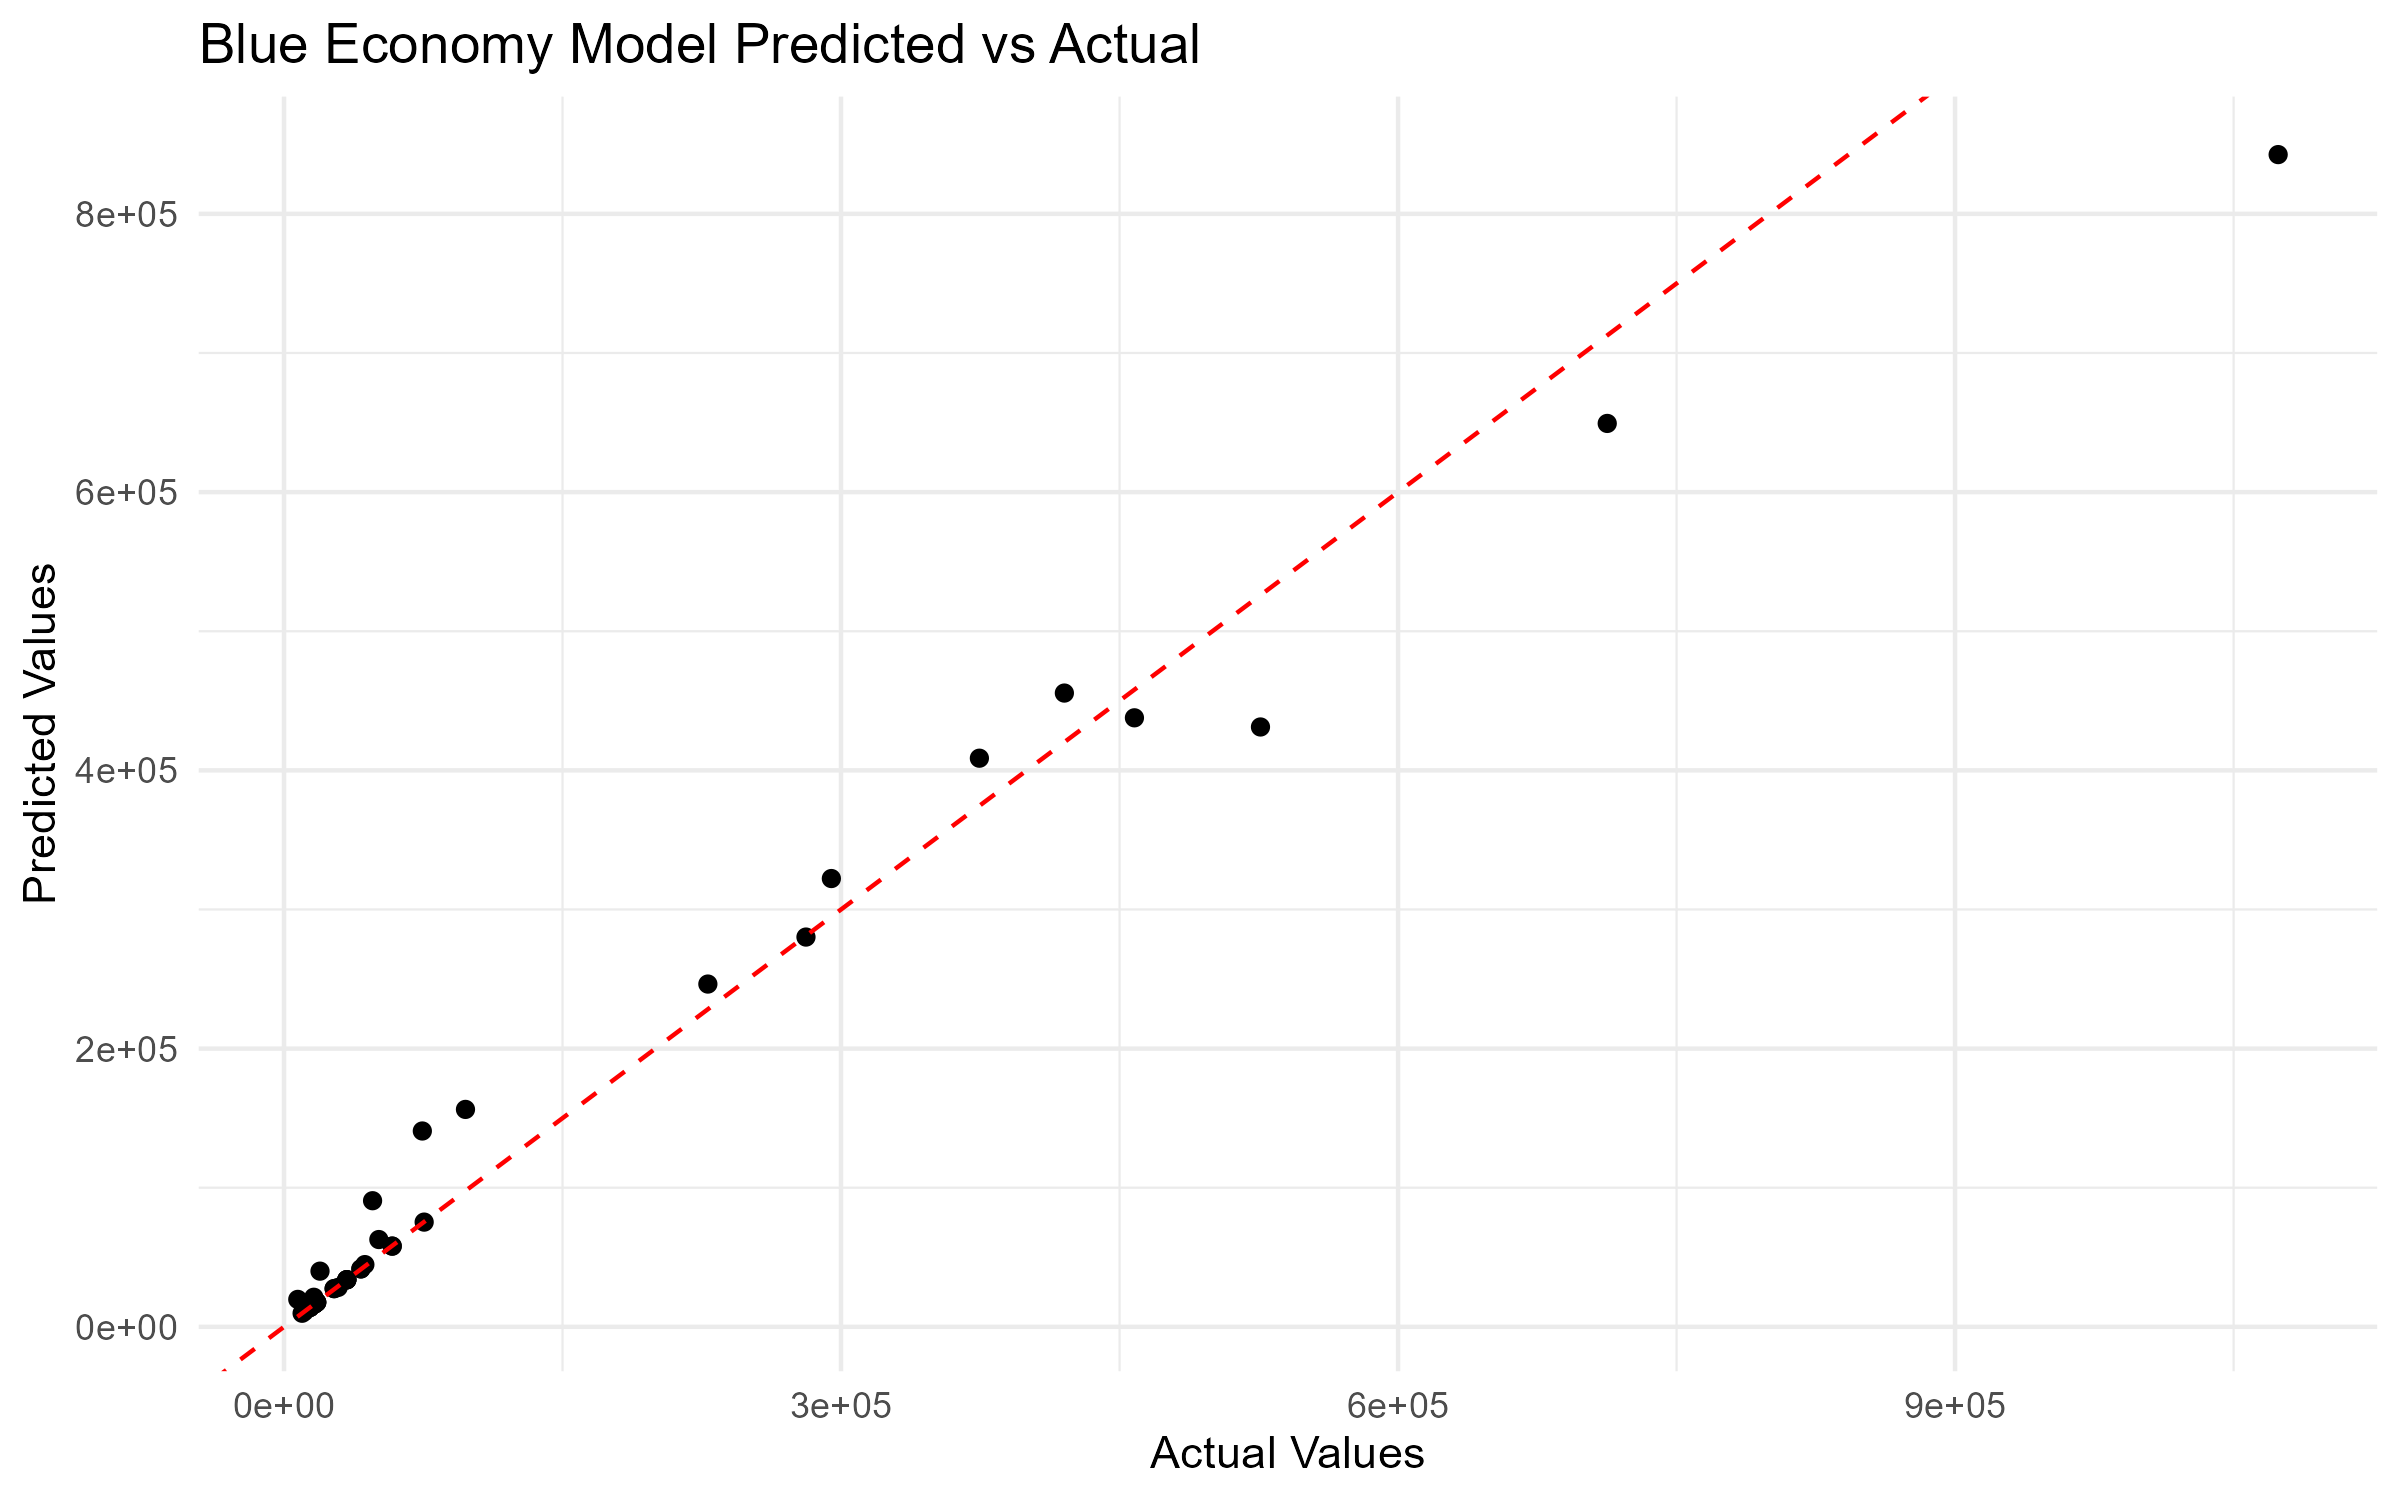 Blue Economy Model Predicted vs Actual
8e+05
6e+05
4e+05
2e+05
0e+00
Predicted Values
0e+00 3e+05 6e+05 9e+05
Actual Values